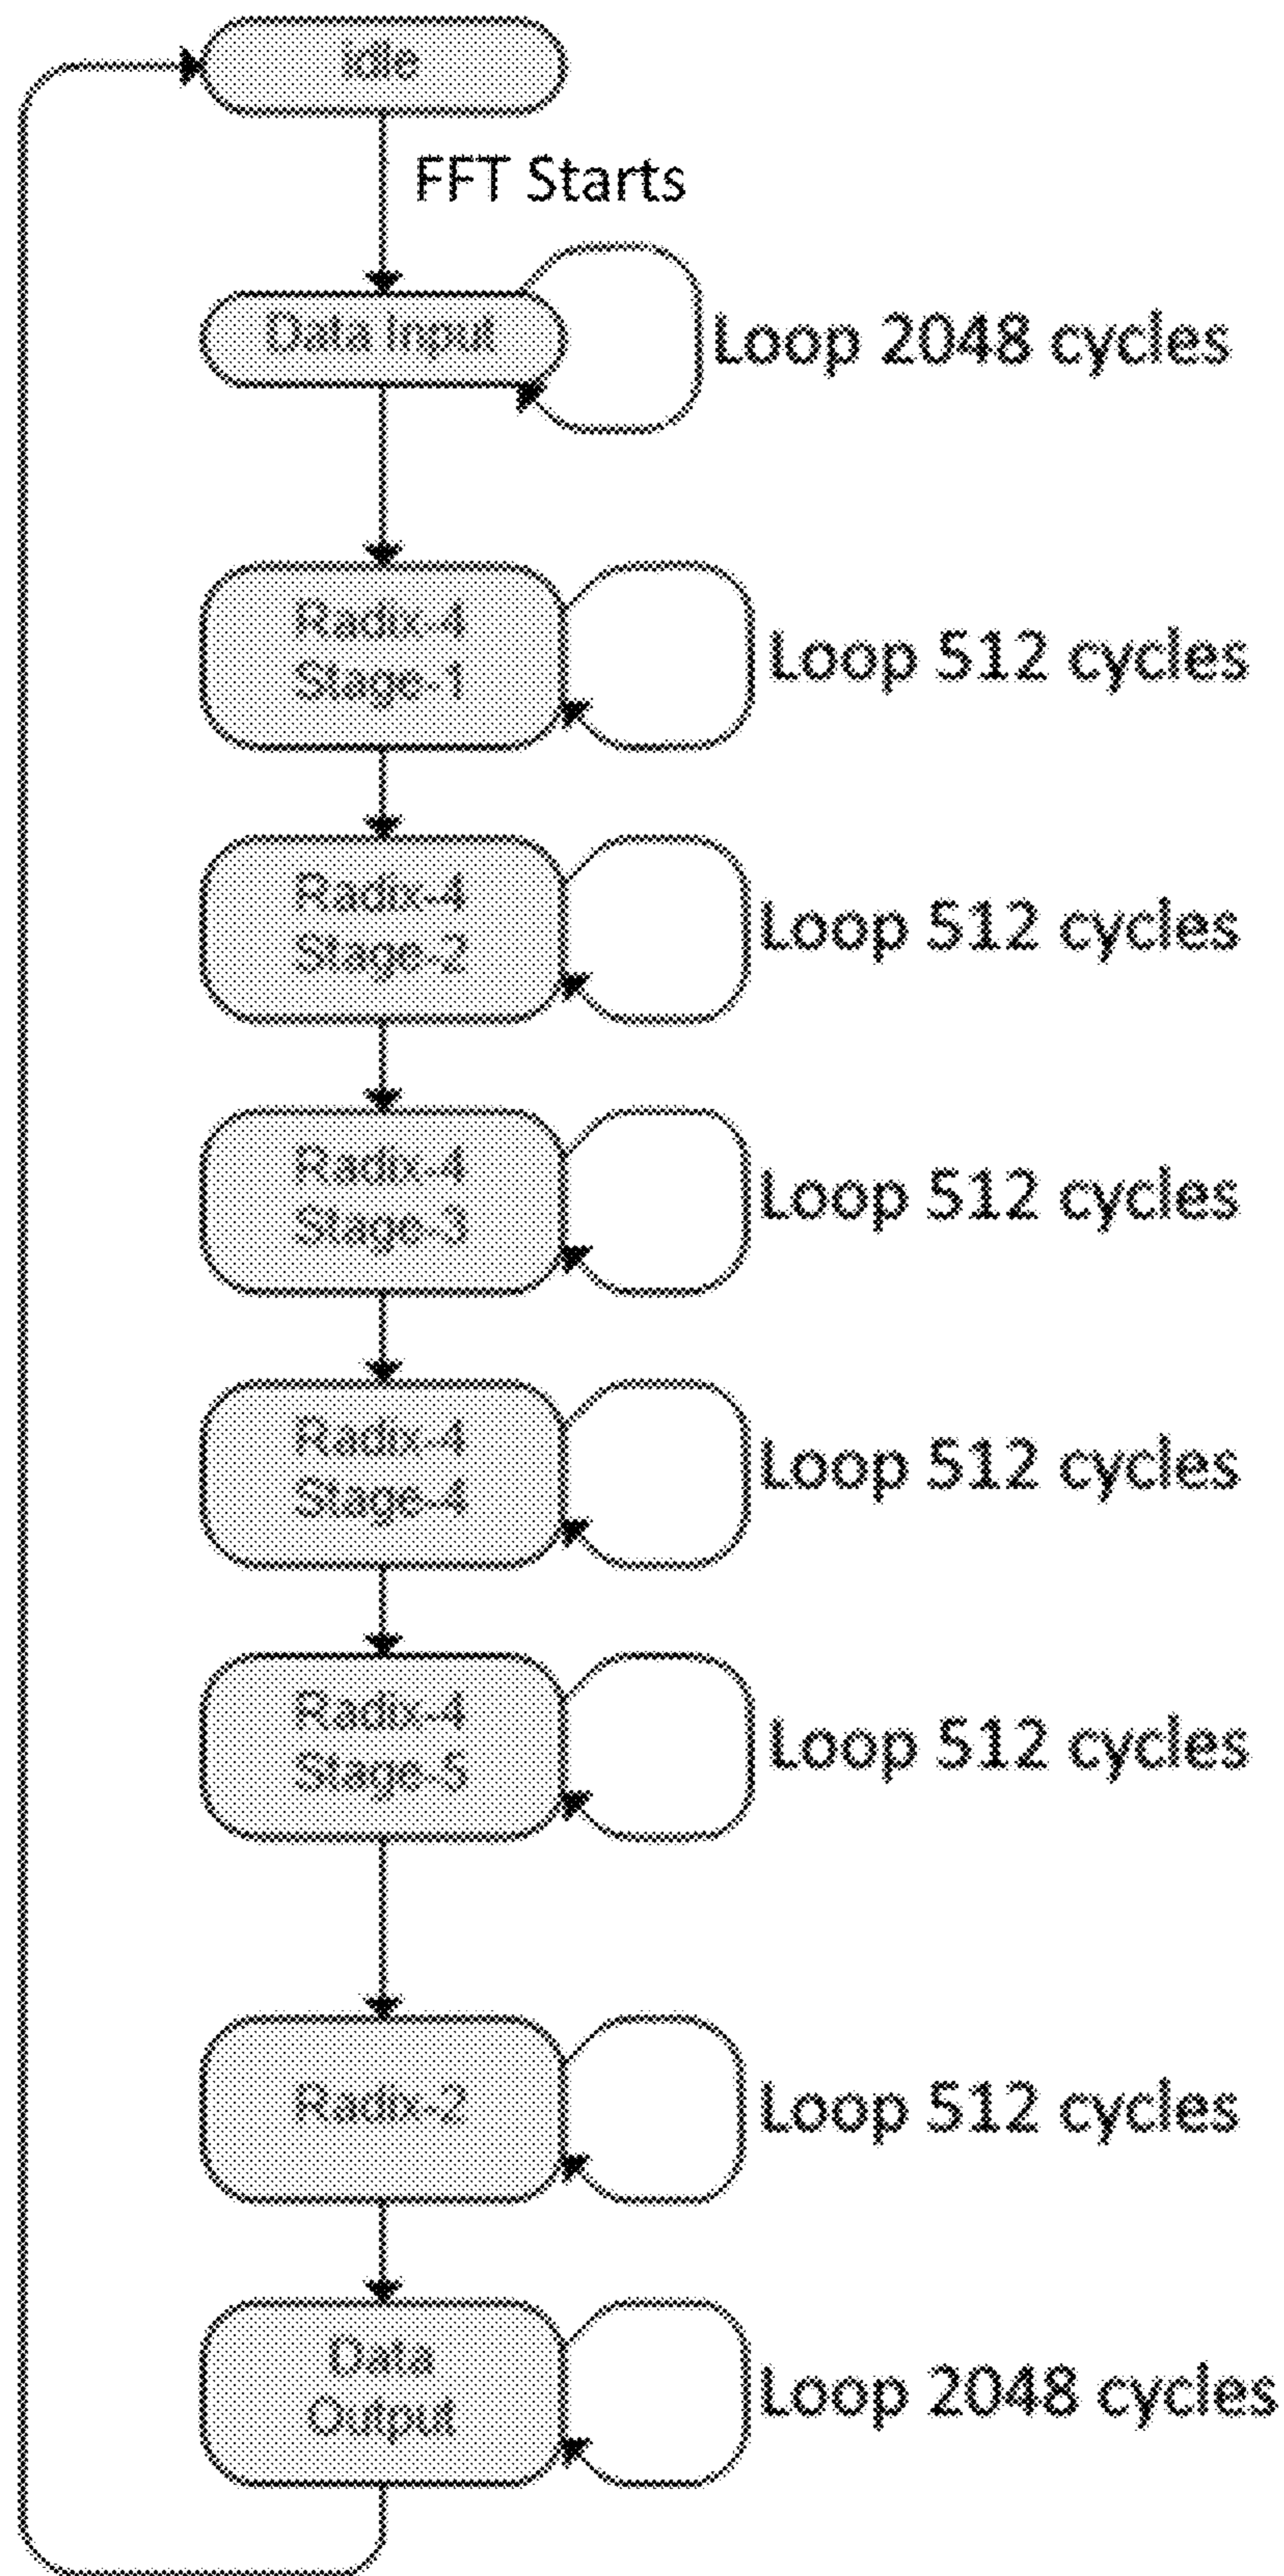 idle
FFT Starts
Data Input
Loop 2048 cycles
Radix-4
Stage-1
Loop 512 cycles
Radix-4
Stage-2
Loop 512 cycles
Radix-4
Stage-3
Loop 512 cycles
Radix-4
Stage-4
Loop 512 cycles
Radix-4
Stage-5
Loop 512 cycles
Radix-2
Loop 512 cycles
Data
Output
Loop 2048 cycles